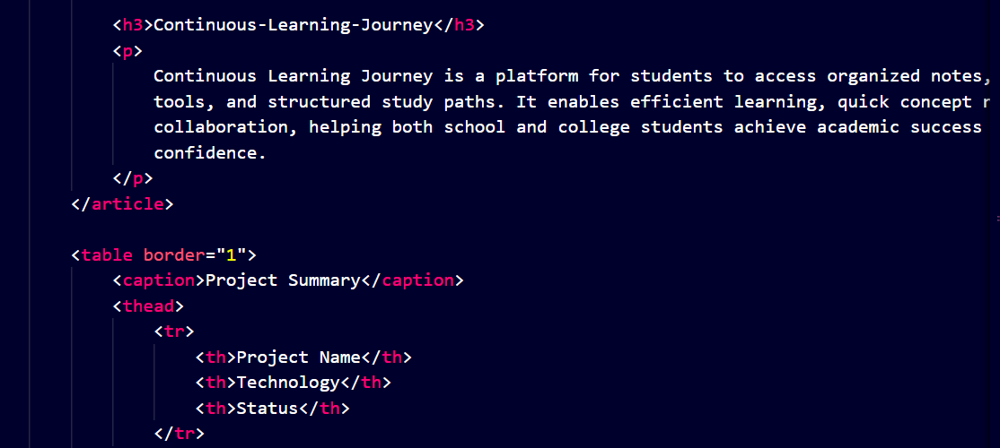 <h3>Continuous-Learning-Journey</h3>
<p>
Continuous Learning Journey is a platform for students to access organized notes,
tools, and structured study paths. It enables efficient learning, quick concept
collaboration, helping both school and college students achieve academic success
confidence.
</p>
</article>
<table border="1">
<caption>Project Summary</caption>
<thead>
<tr>
<th>Project Name</th>
<th>Technology</th>
<th>Status</th>
</tr>